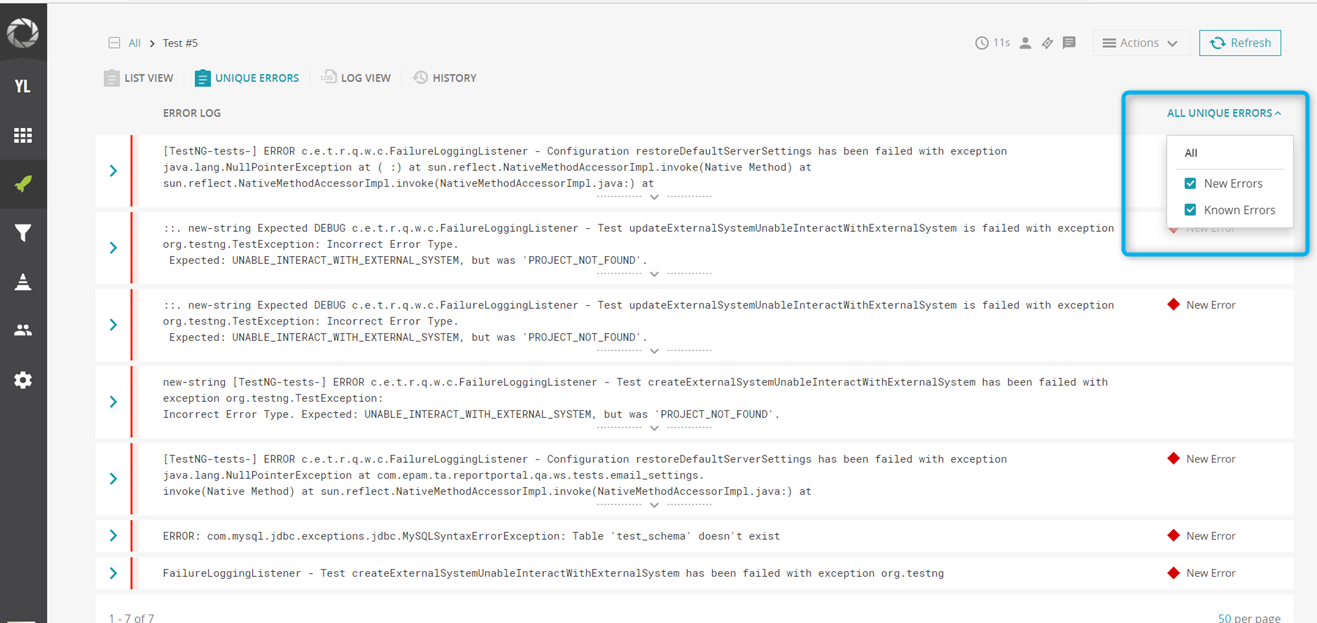 All > Test #5
11s
Actions
Refresh
YL
LIST VIEW
UNIQUE ERRORS
LOG VIEW
HISTORY
ERROR LOG
ALL UNIQUE ERRORS
All
New Errors
Known Errors
[TestNG-tests-] ERROR c.e.t.r.q.w.c.FailureLoggingListener - Configuration restoreDefaultServerSettings has been failed with exception
java.lang.NullPointerException at ( :) at sun.reflect.NativeMethodAccessorImpl.invoke(Native Method) at
sun.reflect.NativeMethodAccessorImpl.invoke(NativeMethodAccessorImpl.java:) at
::. new-string Expected DEBUG c.e.t.r.q.w.c.FailureLoggingListener - Test updateExternalSystemUnableInteractWithExternalSystem is failed with exception
New Error
org.testng.TestException: Incorrect Error Type.
Expected: UNABLE_INTERACT_WITH_EXTERNAL_SYSTEM, but was 'PROJECT_NOT_FOUND'.
::. new-string Expected DEBUG c.e.t.r.q.w.c.FailureLoggingListener - Test updateExternalSystemUnableInteractWithExternalSystem is failed with exception
New Error
org.testng.TestException: Incorrect Error Type.
Expected: UNABLE_INTERACT_WITH_EXTERNAL_SYSTEM, but was 'PROJECT_NOT_FOUND'.
new-string [TestNG-tests-] ERROR c.e.t.r.q.w.c.FailureLoggingListener - Test createExternalSystemUnableInteractWithExternalSystem has been failed with
exception org.testng.TestException:
Incorrect Error Type. Expected: UNABLE_INTERACT_WITH_EXTERNAL_SYSTEM, but was 'PROJECT_NOT_FOUND'.
[TestNG-tests-] ERROR c.e.t.r.q.w.c.FailureLoggingListener - Configuration restoreDefaultServerSettings has been failed with exception
New Error
java.lang.NullPointerException at com.epam.ta.reportportal.qa.ws.tests.email_settings.
invoke(Native Method) at sun.reflect.NativeMethodAccessorImpl.invoke(NativeMethodAccessorImpl.java:) at
ERROR: com.mysql.jdbc.exceptions.jdbc.MySQLSyntaxErrorException: Table 'test_schema' doesn't exist
New Error
FailureLoggingListener - Test createExternalSystemUnableInteractWithExternalSystem has been failed with exception org.testng
New Error
1 - 7 of 7
50 per page